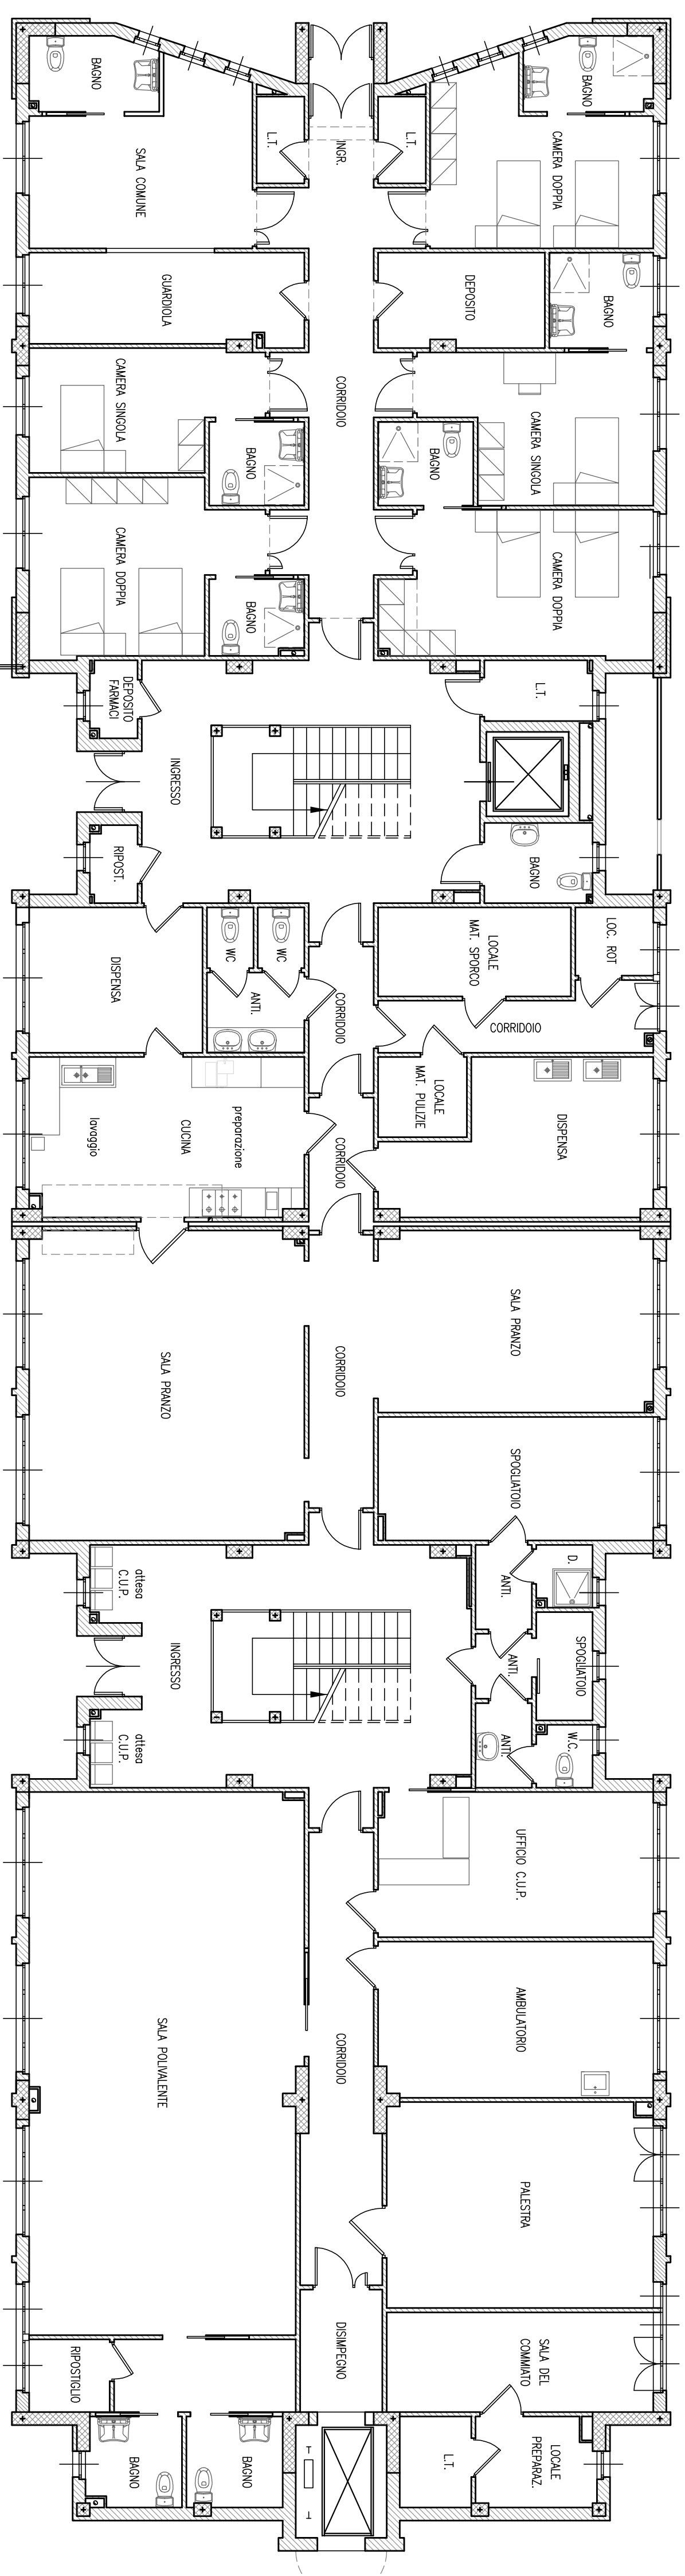 BAGNO
BAGNO
L.T.
INGR.
L.T.
SALA COMUNE
CAMERA DOPPIA
GUARDIOLA
DEPOSITO
BAGNO
CAMERA SINGOLA
CORRIDOIO
CAMERA SINGOLA
BAGNO
BAGNO
CAMERA DOPPIA
CAMERA DOPPIA
BAGNO
DEPOSITO
FARMACI
L.T.
INGRESSO
RIPOST.
BAGNO
DISPENSA
WC
WC
ANTI.
CORRIDOIO
LOCALE
MAT. SPORCO
LOC. ROT
CORRIDOIO
lavaggio
CUCINA
preparazione
CORRIDOIO
LOCALE
MAT. PULIZIE
DISPENSA
SALA PRANZO
CORRIDOIO
SALA PRANZO
SPOGLIATOIO
attesa
C.U.P.
ANTI.
D.
INGRESSO
ANTI.
SPOGLIATOIO
attesa
C.U.P.
ANTI.
W.C.
UFFICIO C.U.P.
AMBULATORIO
SALA POLIVALENTE
CORRIDOIO
PALESTRA
RIPOSTIGLIO
DISIMPEGNO
SALA DEL
COMMIATO
BAGNO
BAGNO
L.T.
LOCALE
PREPARAZ.